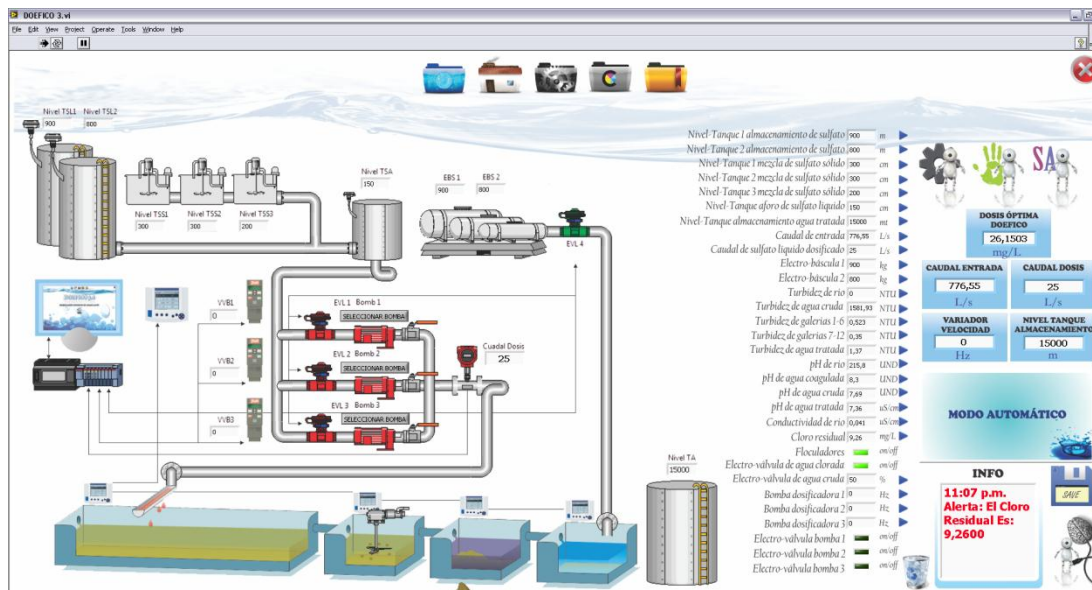 DOEFICO 3.vi
File Edit View Project Operate Tools Window Help
Nivel TSL1 Nivel TSL2
900 800
Nivel TSS1 Nivel TSS2 Nivel TSS3
300 300 200
Nivel TSA
150
EBS 1 EBS 2
900 800
EVL 4
VVB1
0
VVB2
0
VVB3
0
EVL 1 Bomb 1
SELECCIONAR BOMBA
EVL 2 Bomb 2
SELECCIONAR BOMBA
EVL 3 Bomb 3
SELECCIONAR BOMBA
Cuadal Dosis
25
Nivel TA
15000
Nivel-Tanque 1 almacenamiento de sulfato 900 m
Nivel-Tanque 2 almacenamiento de sulfato 800 m
Nivel-Tanque 1 mezcla de sulfato sólido 300 cm
Nivel-Tanque 2 mezcla de sulfato sólido 300 cm
Nivel-Tanque 3 mezcla de sulfato sólido 200 cm
Nivel-Tanque aforo de sulfato liquido 150 cm
Nivel-Tanque almacenamiento agua tratada 15000 mt
Caudal de entrada 776,55 L/s
Caudal de sulfato liquido dosificado 25 L/s
Electro-báscula 1 900 kg
Electro-báscula 2 800 kg
Turbidez de rio 0 NTU
Turbidez de agua cruda 1581,93 NTU
Turbidez de galerias 1-6 0,523 NTU
Turbidez de galerias 7-12 0,35 NTU
Turbidez de agua tratada 1,37 NTU
pH de rio 215,8 UND
pH de agua coagulada 8,3 UND
pH de agua cruda 7,69 UND
pH de agua tratada 7,36 uS/cm
Conductividad de rio 0,041 uS/cm
Cloro residual 9,26 mg/L
Floculadores on/off
Electro-válvula de agua clorada on/off
Electro-válvula de agua cruda 50 %
Bomba dosificadora 1 0 Hz
Bomba dosificadora 2 0 Hz
Bomba dosificadora 3 0 Hz
Electro-válvula bomba 1 on/off
Electro-válvula bomba 2 on/off
Electro-válvula bomba 3 on/off
SA
DOSIS ÓPTIMA
DOEFICO
26,1503
mg/L
CAUDAL ENTRADA
776,55
L/s
CAUDAL DOSIS
25
L/s
VARIADOR
VELOCIDAD
0
Hz
NIVEL TANQUE
ALMACENAMIENTO
15000
m
MODO AUTOMÁTICO
INFO
11:07 p.m.
Alerta: El Cloro
Residual Es:
9,2600
SAVE